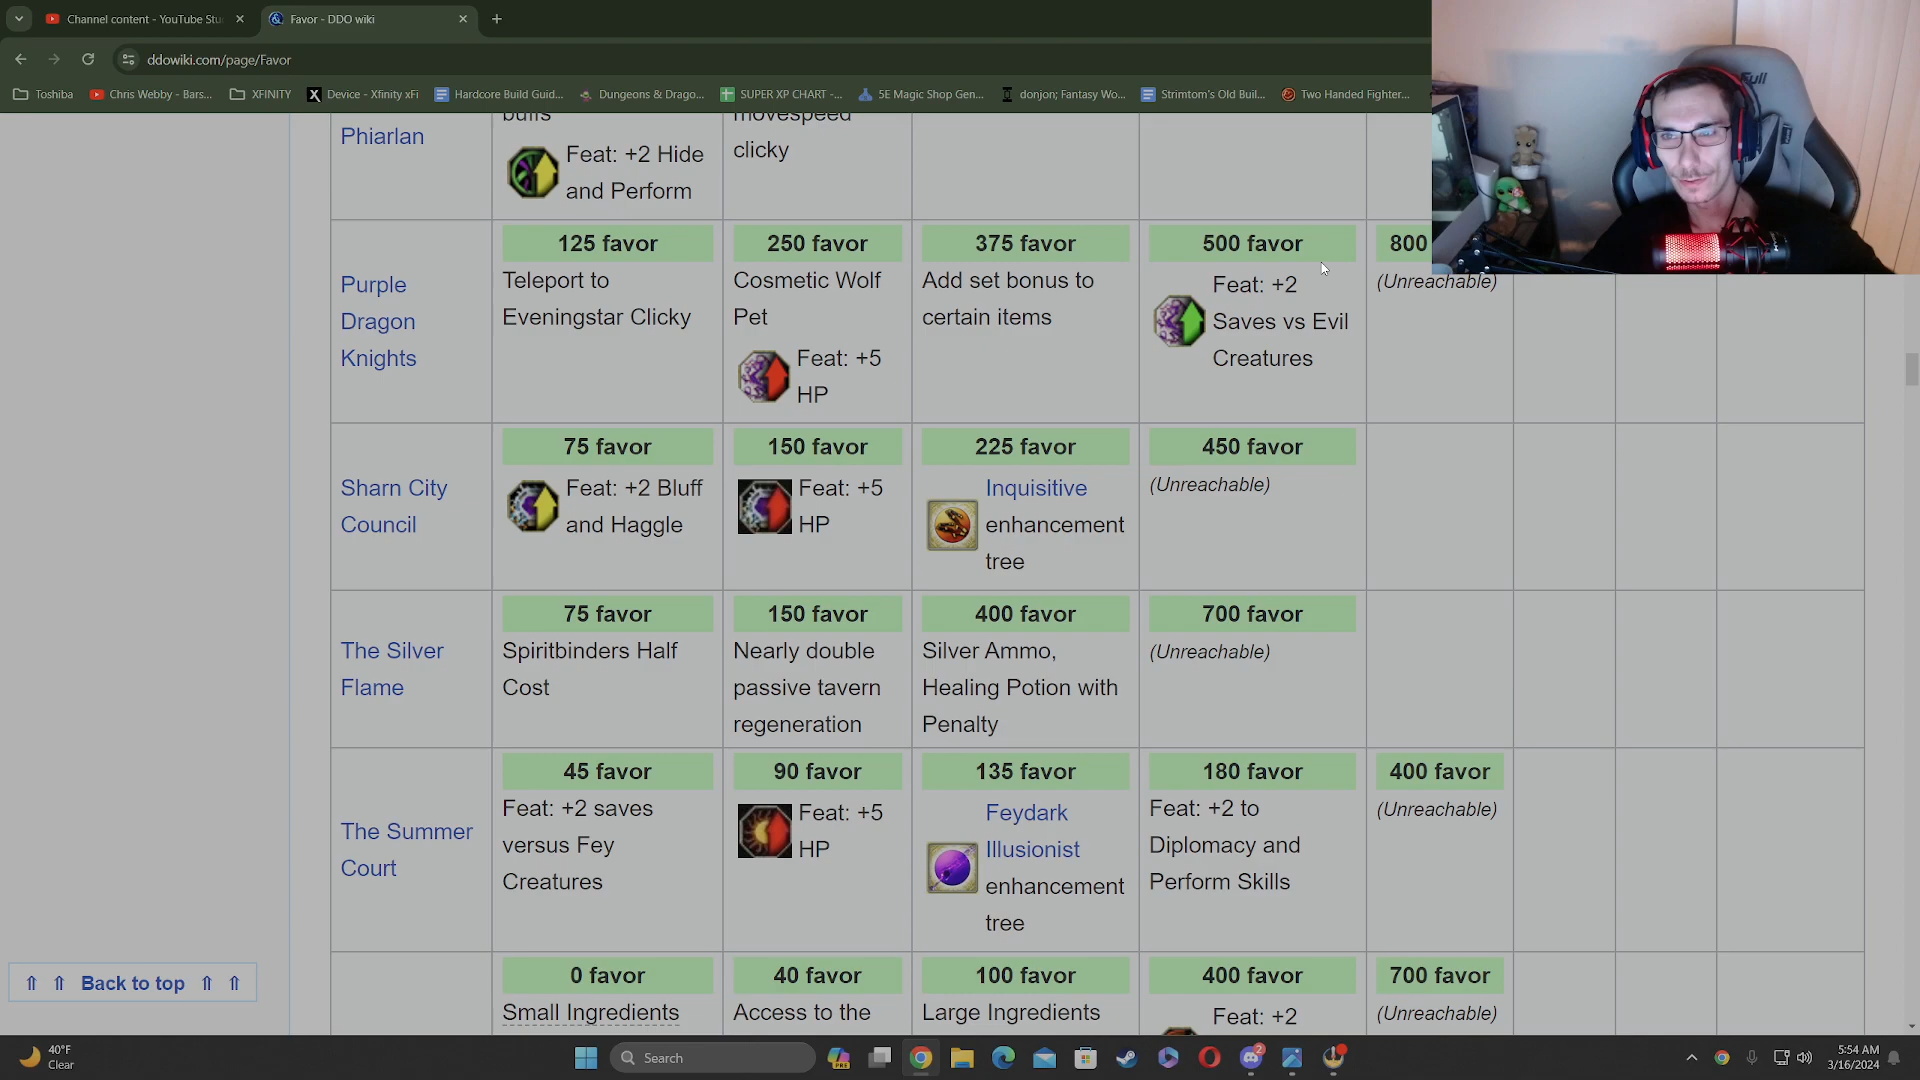 Channel content - YouTube Stu
Favor - DDO wiki
ddowiki.com/page/Favor
Toshiba
Chris Webby - Bars...
XFINITY
Device - Xfinity xFi
Hardcore Build Guid...
Dungeons & Drago...
SUPER XP CHART -...
5E Magic Shop Gen...
donjon; Fantasy Wo...
Strimtom's Old Buil...
Two Handed Fighter...
Full
Phiarlan
buffs
Feat: +2 Hide
and Perform
movespeed
clicky
Purple
Dragon
Knights
125 favor
Teleport to
Eveningstar Clicky
250 favor
Cosmetic Wolf
Pet
Feat: +5
HP
375 favor
Add set bonus to
certain items
500 favor
Feat: +2
Saves vs Evil
Creatures
800
(Unreachable)
Sharn City
Council
75 favor
Feat: +2 Bluff
and Haggle
150 favor
Feat: +5
HP
225 favor
Inquisitive
enhancement
tree
450 favor
(Unreachable)
The Silver
Flame
75 favor
Spiritbinders Half
Cost
150 favor
Nearly double
passive tavern
regeneration
400 favor
Silver Ammo,
Healing Potion with
Penalty
700 favor
(Unreachable)
The Summer
Court
45 favor
Feat: +2 saves
versus Fey
Creatures
90 favor
Feat: +5
HP
135 favor
Feydark
Illusionist
enhancement
tree
180 favor
Feat: +2 to
Diplomacy and
Perform Skills
400 favor
(Unreachable)
0 favor
Small Ingredients
40 favor
Access to the
100 favor
Large Ingredients
400 favor
Feat: +2
700 favor
(Unreachable)
⇑ ⇑ Back to top ⇑ ⇑
40°F
Clear
Search
PRE
2
5:54 AM
3/16/2024